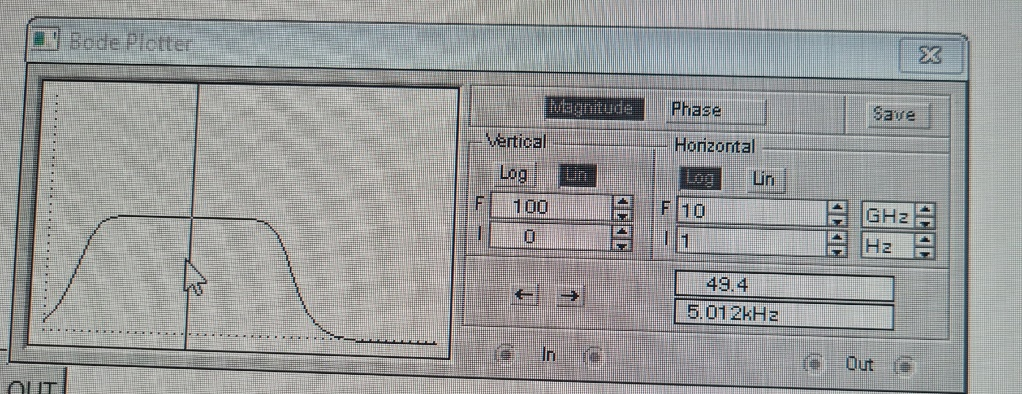 Bode Plotter
Magnitude Phase Save
Vertical Horizontal
Log Lin Log Lin
F 100 F 10 GHz
I 0 I 1 Hz
← → 49.4
5.012kHz
In Out
OUT